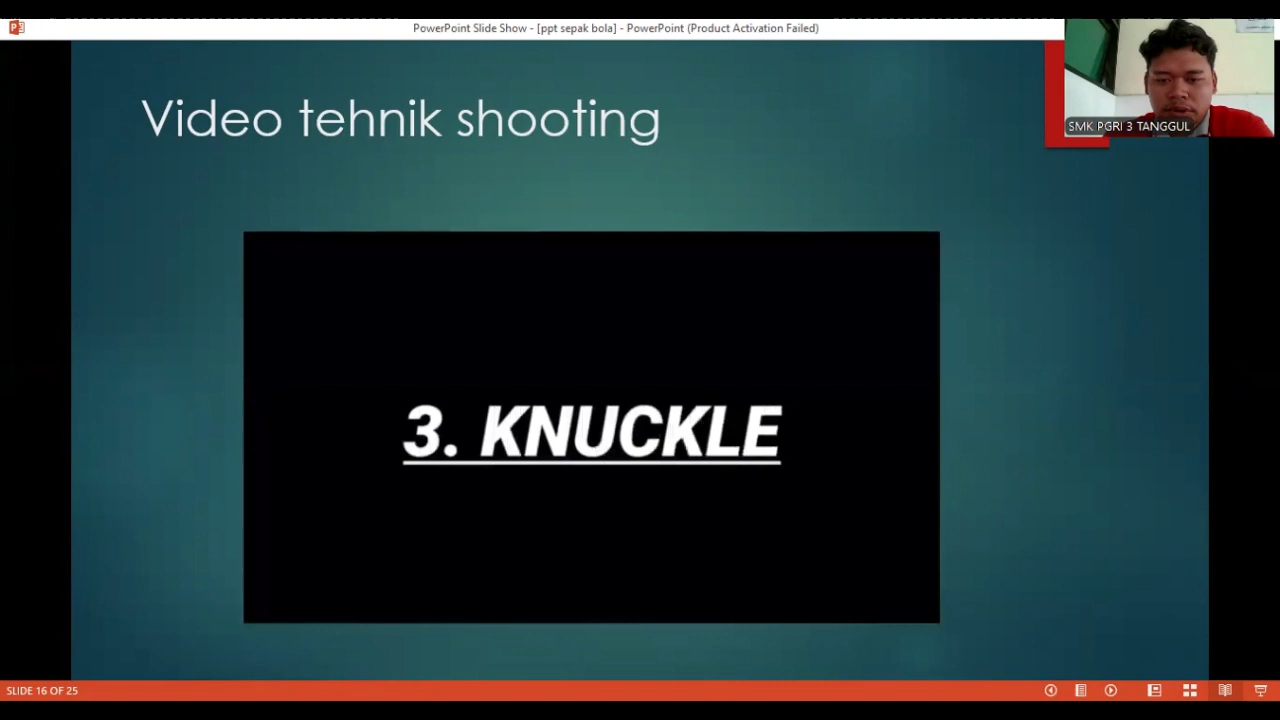 PowerPoint Slide Show - [ppt sepak bola] - PowerPoint (Product Activation Failed)
Video tehnik shooting
SMK PGRI 3 TANGGUL
3. KNUCKLE
SLIDE 16 OF 25